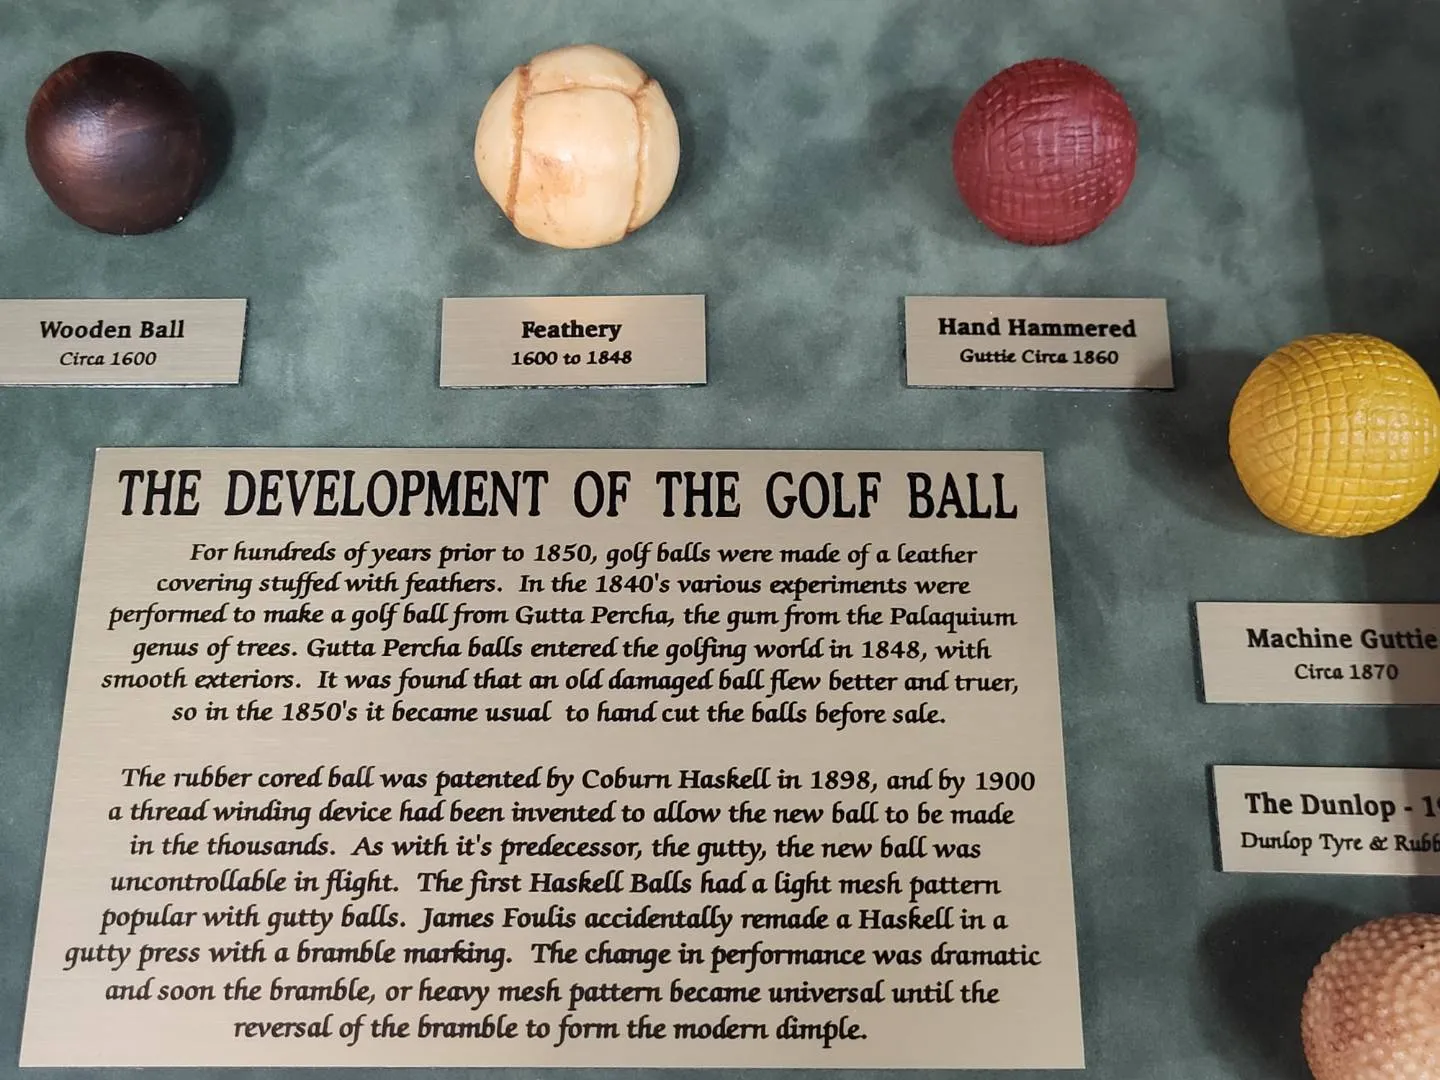 Wooden Ball
Circa 1600
Feathery
1600 to 1848
Hand Hammered
Guttie Circa 1860
THE DEVELOPMENT OF THE GOLF BALL
For hundreds of years prior to 1850, golf balls were made of a leather
covering stuffed with feathers. In the 1840's various experiments were
performed to make a golf ball from Gutta Percha, the gum from the Palaquium
genus of trees. Gutta Percha balls entered the golfing world in 1848, with
smooth exteriors. It was found that an old damaged ball flew better and truer,
so in the 1850's it became usual to hand cut the balls before sale.
The rubber cored ball was patented by Coburn Haskell in 1898, and by 1900
a thread winding device had been invented to allow the new ball to be made
in the thousands. As with it's predecessor, the gutty, the new ball was
uncontrollable in flight. The first Haskell Balls had a light mesh pattern
popular with gutty balls. James Foulis accidentally remade a Haskell in a
gutty press with a bramble marking. The change in performance was dramatic
and soon the bramble, or heavy mesh pattern became universal until the
reversal of the bramble to form the modern dimple.
Machine Guttie
Circa 1870
The Dunlop -
Dunlop Tyre &